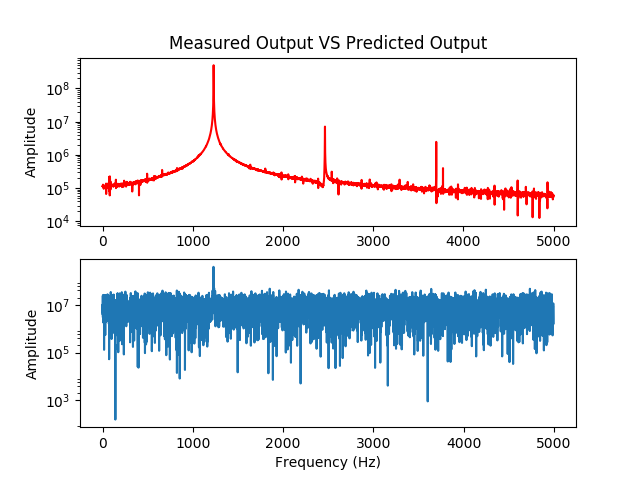 Measured Output VS Predicted Output
Amplitude
10⁸
10⁷
10⁶
10⁵
10⁴
0 1000 2000 3000 4000 5000
Amplitude
10⁷
10⁵
10³
0 1000 2000 3000 4000 5000
Frequency (Hz)